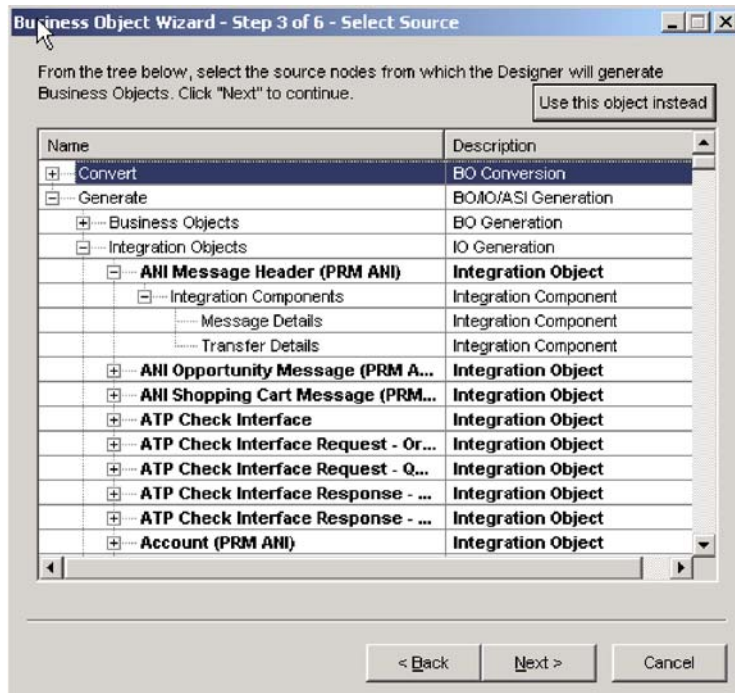 Business Object Wizard - Step 3 of 6 - Select Source
From the tree below, select the source nodes from which the Designer will generate
Business Objects. Click "Next" to continue.
Use this object instead
Name Description
Convert BO Conversion
Generate BO/IO/ASI Generation
Business Objects BO Generation
Integration Objects IO Generation
ANI Message Header (PRM ANI) Integration Object
Integration Components Integration Component
Message Details Integration Component
Transfer Details Integration Component
ANI Opportunity Message (PRM A... Integration Object
ANI Shopping Cart Message (PRM... Integration Object
ATP Check Interface Integration Object
ATP Check Interface Request - Or... Integration Object
ATP Check Interface Request - Q... Integration Object
ATP Check Interface Response - ... Integration Object
ATP Check Interface Response - ... Integration Object
Account (PRM ANI) Integration Object
< Back Next > Cancel